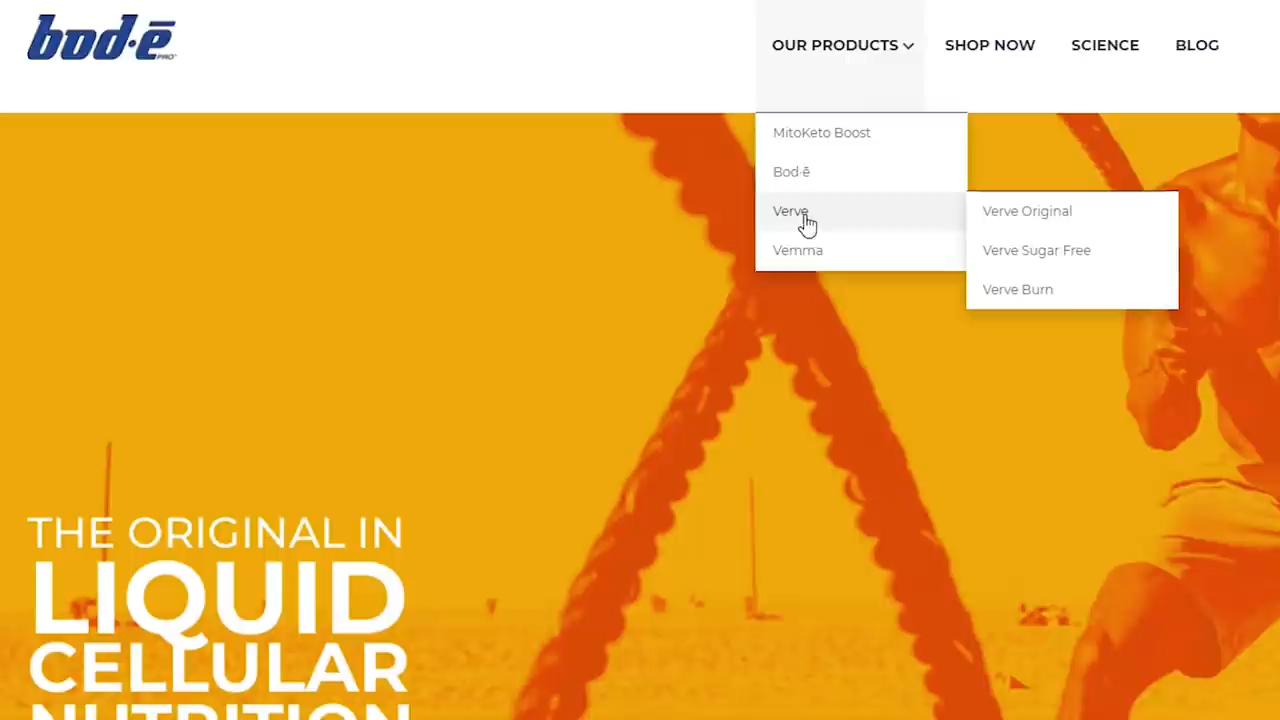 bod·ē PRO
OUR PRODUCTS
SHOP NOW
SCIENCE
BLOG
MitoKeto Boost
Bod·ē
Verve
Vemma
Verve Original
Verve Sugar Free
Verve Burn
THE ORIGINAL IN
LIQUID
CELLULAR
NUTRITION